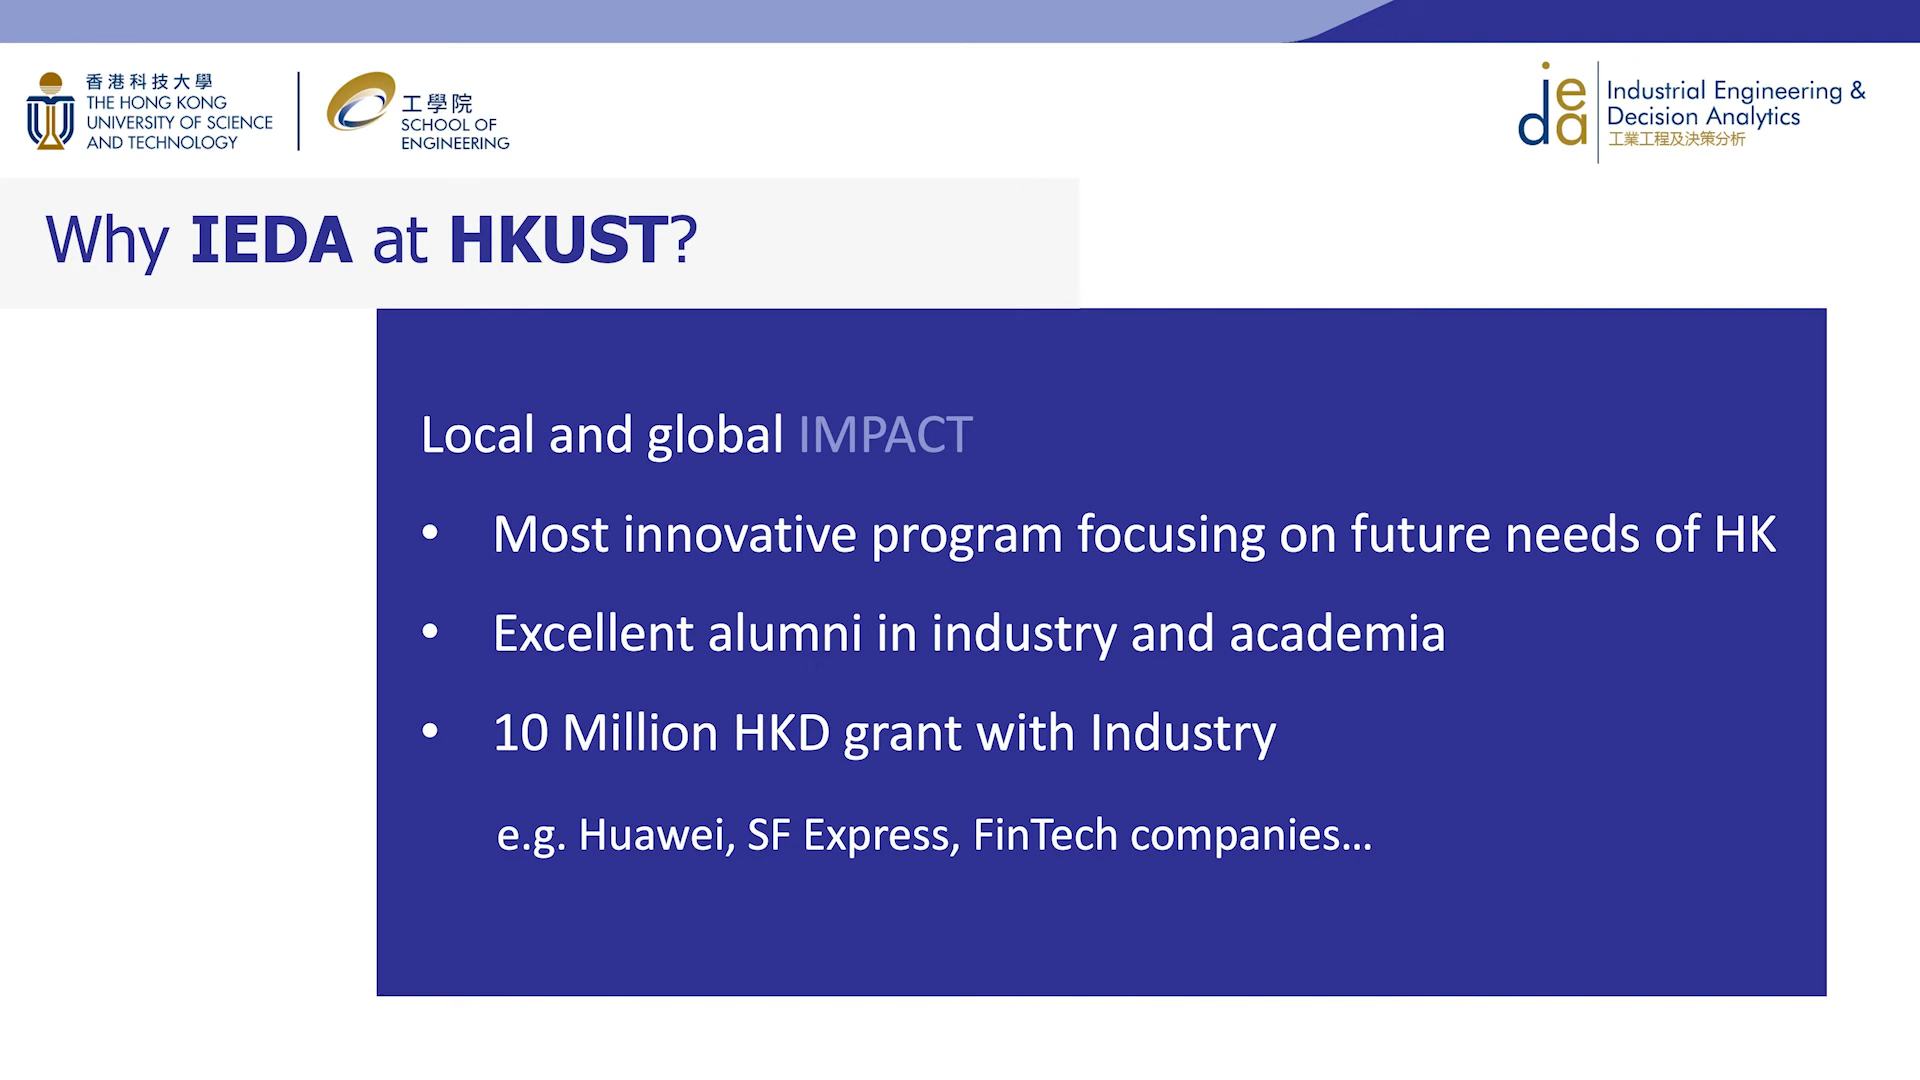 香港科技大學
THE HONG KONG
UNIVERSITY OF SCIENCE
AND TECHNOLOGY
工學院
SCHOOL OF
ENGINEERING
ie
da
Industrial Engineering &
Decision Analytics
工業工程及決策分析
Why IEDA at HKUST?
Local and global IMPACT
• Most innovative program focusing on future needs of HK
• Excellent alumni in industry and academia
• 10 Million HKD grant with Industry
e.g. Huawei, SF Express, FinTech companies...